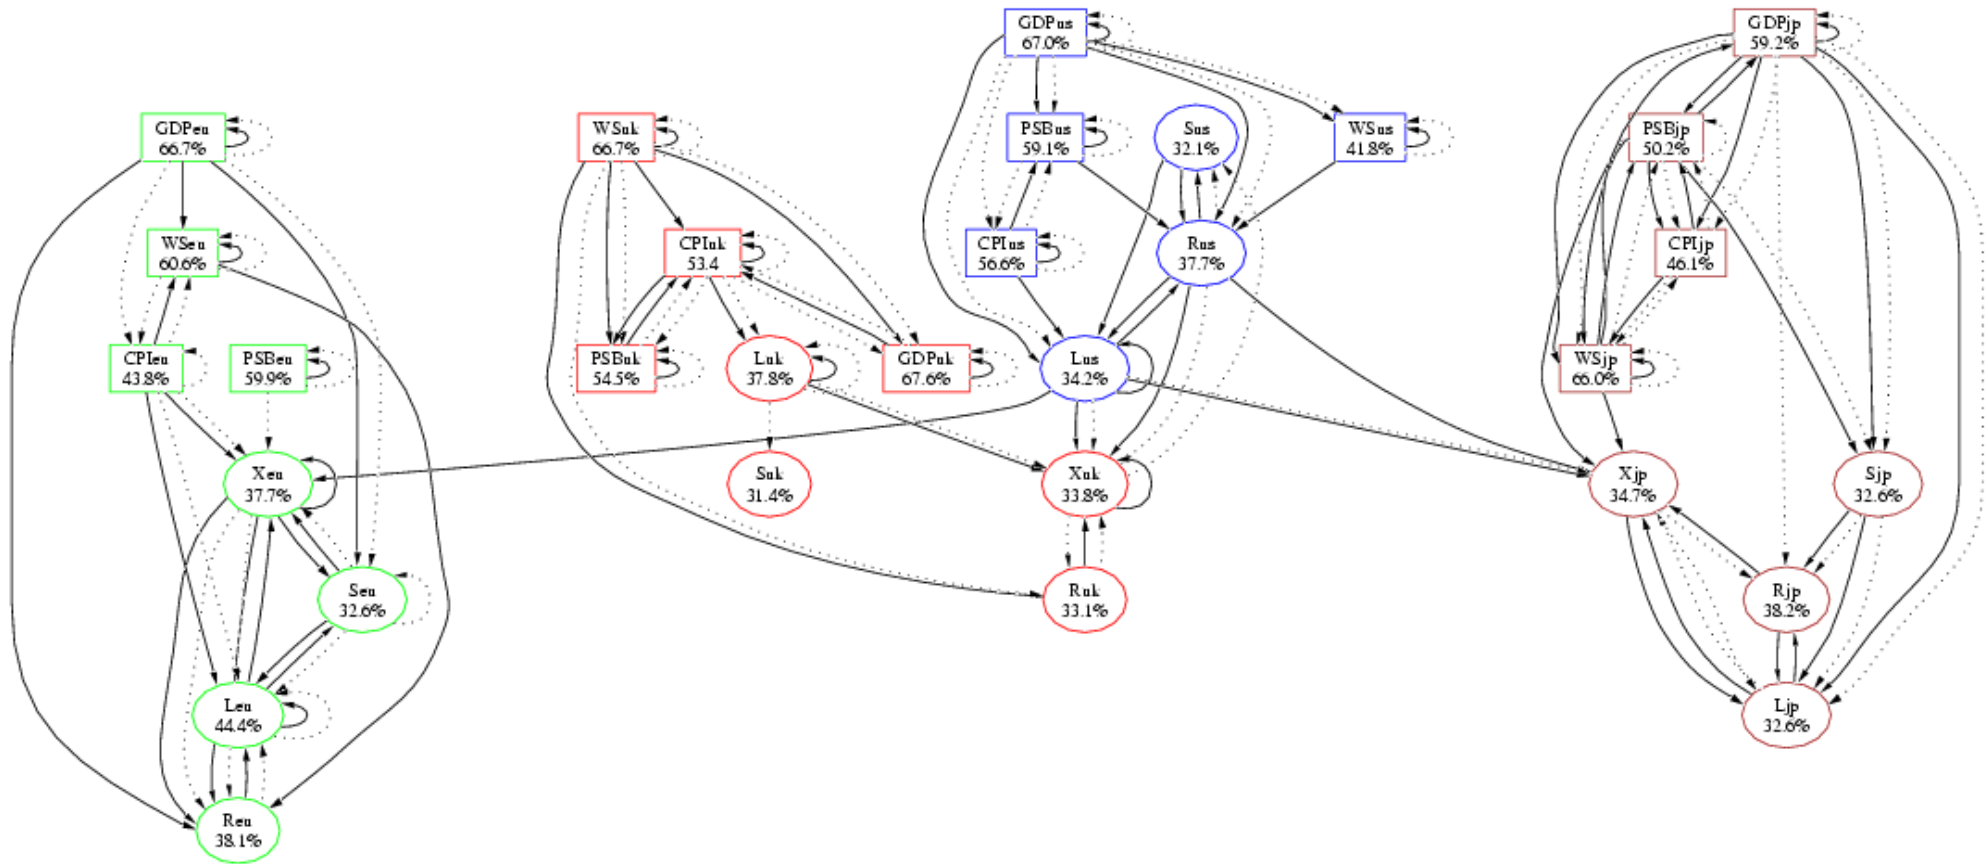 GDPus
67.0%
GDPjp
59.2%
GDPeu
66.7%
WSuk
66.7%
PSBus
59.1%
Sus
32.1%
WSus
41.8%
PSBjp
50.2%
WSeu
60.6%
CPIuk
53.4
CPIus
56.6%
Rus
37.7%
CPIjp
46.1%
CPIeu
43.8%
PSBeu
59.9%
PSBuk
54.5%
Luk
37.8%
GDPuk
67.6%
Lus
34.2%
WSjp
66.0%
Xeu
37.7%
Suk
31.4%
Xuk
33.8%
Xjp
34.7%
Sjp
32.6%
Seu
32.6%
Ruk
33.1%
Rjp
38.2%
Leu
44.4%
Ljp
32.6%
Reu
38.1%